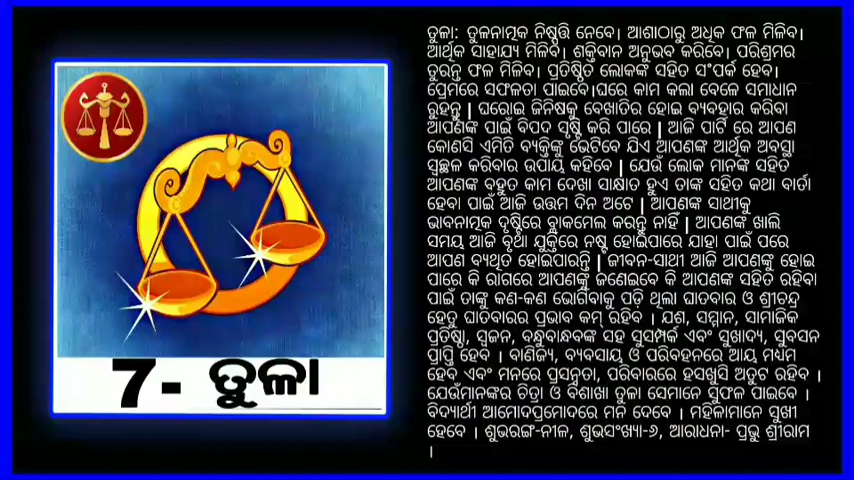 7- ତୁଳା
ତୁଳା: ତୁଳନାତ୍ମକ ନିଷ୍ପତ୍ତି ନେବେ। ଆଶାଠାରୁ ଅଧିକ ଫଳ ମିଳିବ।
ଆର୍ଥିକ ସାହାଯ୍ୟ ମିଳିବ। ଶକ୍ତିବାନ ଅନୁଭବ କରିବେ। ପରିଶ୍ରମର
ତୁରନ୍ତ ଫଳ ମିଳିବ। ପ୍ରତିଷ୍ଠିତ ଲୋକଙ୍କ ସହିତ ସଂପର୍କ ହେବ।
ପ୍ରେମରେ ସଫଳତା ପାଇବେ।ଘରେ କାମ କଲା ବେଳେ ସମାଧାନ
ରୁହନ୍ତୁ | ଘରୋଇ ଜିନିଷକୁ ବେଖାତିର ହୋଇ ବ୍ୟବହାର କରିବା
ଆପଣଙ୍କ ପାଇଁ ବିପଦ ସୃଷ୍ଟି କରି ପାରେ | ଆଜି ପାର୍ଟି ରେ ଆପଣ
କୋଣସି ଏମିତି ବ୍ୟକ୍ତିଙ୍କୁ ଭେଟିବେ ଯିଏ ଆପଣଙ୍କ ଆର୍ଥିକ ଅବସ୍ଥା
ସ୍ୱଚ୍ଛଳ କରିବାର ଉପାୟ କହିବେ | ଯେଉଁ ଲୋକ ମାନଙ୍କ ସହିତ
ଆପଣଙ୍କ ବହୁତ କାମ ଦେଖା ସାକ୍ଷାତ ହୁଏ ତାଙ୍କ ସହିତ କଥା ବାର୍ତା
ହେବା ପାଇଁ ଆଜି ଉତ୍ତମ ଦିନ ଅଟେ | ଆପଣଙ୍କ ସାଥୀକୁ
ଭାବନାତ୍ମକ ଦୃଷ୍ଟିରେ ବ୍ଲାକମେଲ କରନ୍ତୁ ନାହିଁ | ଆପଣଙ୍କ ଖାଲି
ସମୟ ଆଜି ବୃଥା ଯୁକ୍ତିରେ ନଷ୍ଟ ହୋଇପାରେ ଯାହା ପାଇଁ ପରେ
ଆପଣ ବ୍ୟଥିତ ହୋଇପାରନ୍ତି | ଜୀବନ-ସାଥୀ ଆଜି ଆପଣଙ୍କୁ ହୋଇ
ପାରେ କି ରାଗରେ ଆପଣଙ୍କୁ ଜଣେଇବେ କି ଆପଣଙ୍କ ସହିତ ରହିବା
ପାଇଁ ତାଙ୍କୁ କଣ-କଣ ଭୋଗିବାକୁ ପଡ଼ି ଥିଲା ଘାତବାର ଓ ଶ୍ରୀଚନ୍ଦ୍ର
ହେତୁ ଘାତବାରର ପ୍ରଭାବ କମ୍ ରହିବ । ଯଶ, ସମ୍ମାନ, ସାମାଜିକ
ପ୍ରତିଷ୍ଠା, ସ୍ୱଜନ, ବନ୍ଧୁବାନ୍ଧବଙ୍କ ସହ ସୁସମ୍ପର୍କ ଏବଂ ସୁଖାଦ୍ୟ, ସୁବସନ
ପ୍ରାପ୍ତି ହେବ । ବାଣିଜ୍ୟ, ବ୍ୟବସାୟ ଓ ପରିବହନରେ ଆୟ ମଧ୍ୟମ
ହେବ ଏବଂ ମନରେ ପ୍ରସନ୍ନତା, ପରିବାରରେ ହସଖୁସି ଅତୁଟ ରହିବ ।
ଯେଉଁମାନଙ୍କର ଚିତ୍ରା ଓ ବିଶାଖା ତୁଳା ସେମାନେ ସୁଫଳ ପାଇବେ ।
ବିଦ୍ୟାର୍ଥୀ ଆମୋଦପ୍ରମୋଦରେ ମନ ଦେବେ । ମହିଳାମାନେ ସୁଖୀ
ହେବେ । ଶୁଭରଙ୍ଗ-ନୀଳ, ଶୁଭସଂଖ୍ୟା-୬, ଆରାଧନା- ପ୍ରଭୁ ଶ୍ରୀରାମ
।